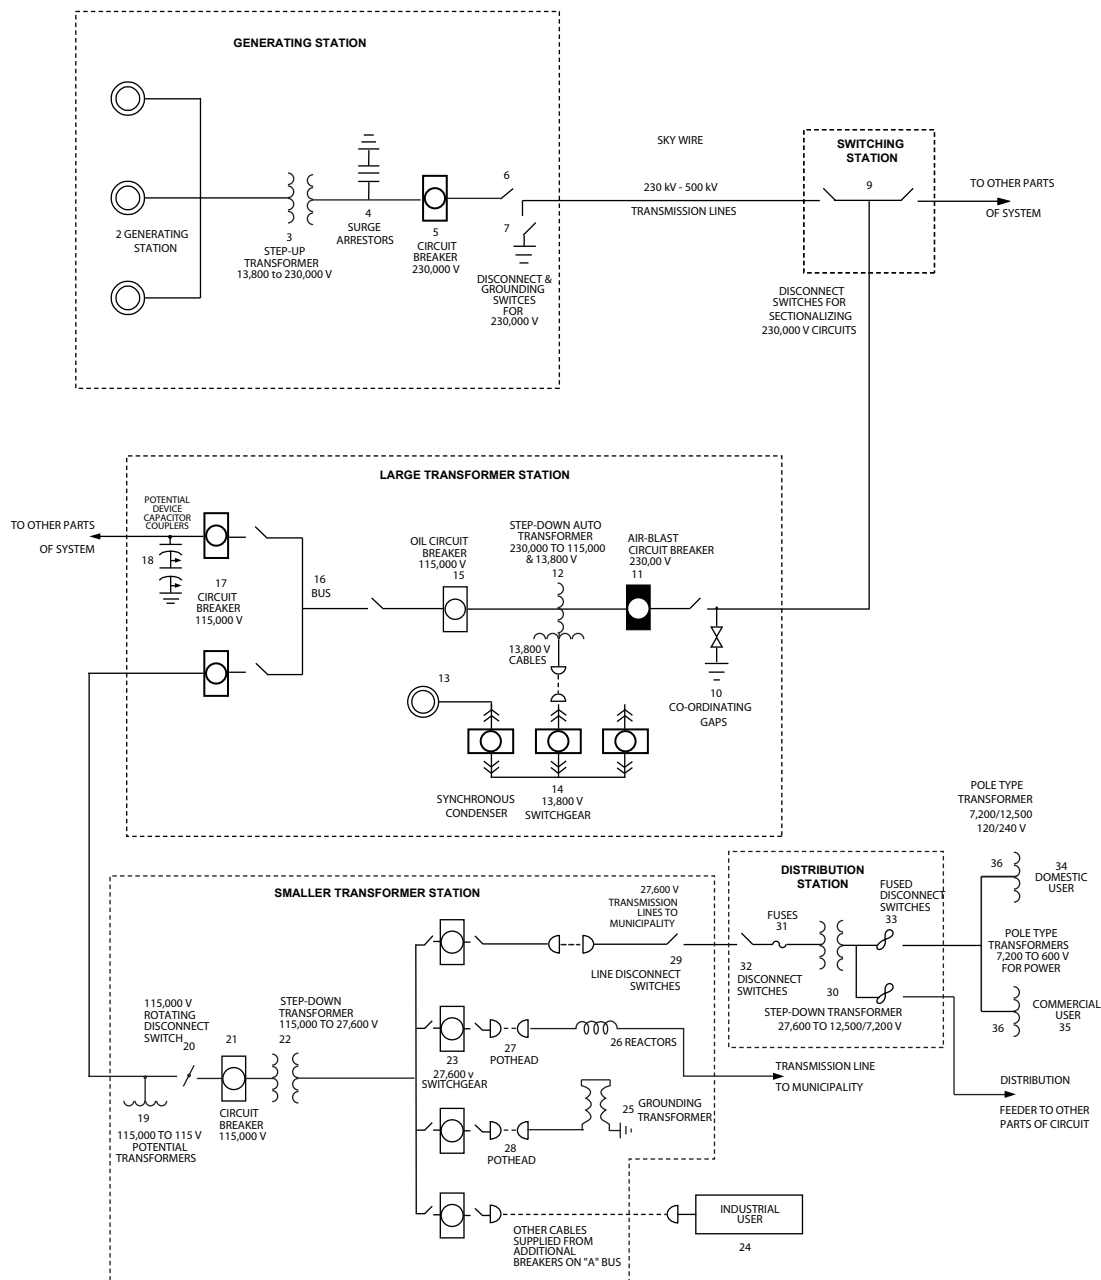 GENERATING STATION
2 GENERATING
STATION
3
STEP-UP
TRANSFORMER
13,800 to 230,000 V
4
SURGE
ARRESTORS
5
CIRCUIT
BREAKER
230,000 V
6
7
DISCONNECT &
GROUNDING
SWITCES
FOR
230,000 V
SKY WIRE
230 kV - 500 kV
TRANSMISSION LINES
SWITCHING
STATION
9
TO OTHER PARTS
OF SYSTEM
DISCONNECT
SWITCHES FOR
SECTIONALIZING
230,000 V CIRCUITS
LARGE TRANSFORMER STATION
TO OTHER PARTS
OF SYSTEM
POTENTIAL
DEVICE
CAPACITOR
COUPLERS
18
17
CIRCUIT
BREAKER
115,000 V
16
BUS
OIL CIRCUIT
BREAKER
115,000 V
15
STEP-DOWN AUTO
TRANSFORMER
230,000 TO 115,000
& 13,800 V
12
AIR-BLAST
CIRCUIT BREAKER
230,00 V
11
13,800 V
CABLES
13
10
CO-ORDINATING
GAPS
SYNCHRONOUS
CONDENSER
14
13,800 V
SWITCHGEAR
SMALLER TRANSFORMER STATION
115,000 V
ROTATING
DISCONNECT
SWITCH
20
19
115,000 TO 115 V
POTENTIAL
TRANSFORMERS
21
CIRCUIT
BREAKER
115,000 V
STEP-DOWN
TRANSFORMER
115,000 TO 27,600 V
22
23
27,600 v
SWITCHGEAR
27
POTHEAD
26 REACTORS
28
POTHEAD
25
GROUNDING
TRANSFORMER
27,600 V
TRANSMISSION
LINES TO
MUNICIPALITY
29
LINE DISCONNECT
SWITCHES
OTHER CABLES
SUPPLIED FROM
ADDITIONAL
BREAKERS ON "A" BUS
INDUSTRIAL
USER
24
TRANSMISSION LINE
TO MUNICIPALITY
DISTRIBUTION
STATION
FUSES
31
32
DISCONNECT
SWITCHES
FUSED
DISCONNECT
SWITCHES
33
30
STEP-DOWN TRANSFORMER
27,600 TO 12,500/7,200 V
POLE TYPE
TRANSFORMER
7,200/12,500
120/240 V
36
34
DOMESTIC
USER
POLE TYPE
TRANSFORMERS
7,200 TO 600 V
FOR POWER
36
COMMERCIAL
USER
35
DISTRIBUTION
FEEDER TO OTHER
PARTS OF CIRCUIT